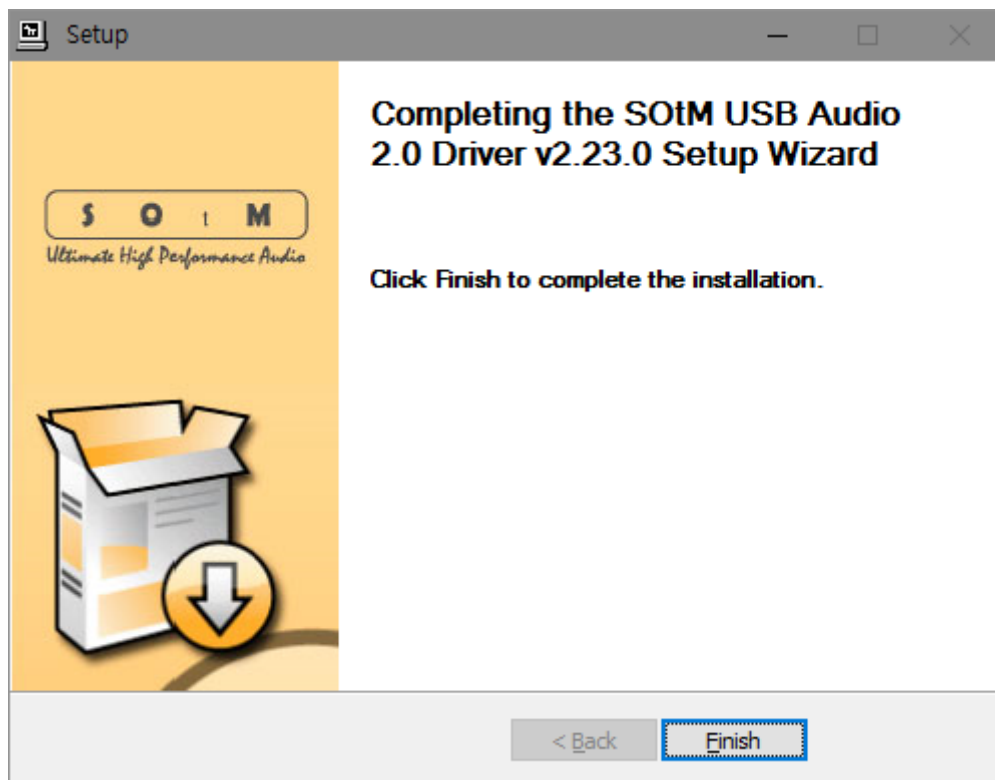 Setup
Completing the SOtM USB Audio
2.0 Driver v2.23.0 Setup Wizard
S O t M
Ultimate High Performance Audio
Click Finish to complete the installation.
< Back
Finish